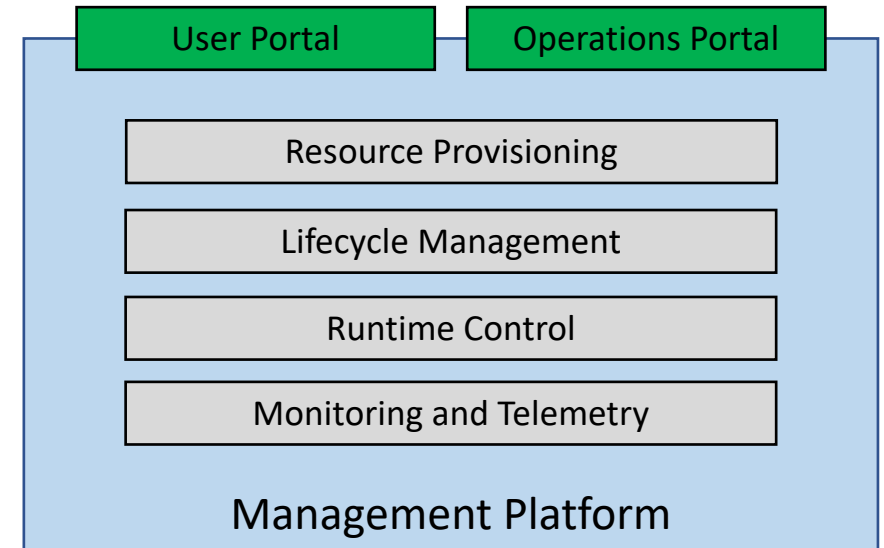 User Portal
Operations Portal
Resource Provisioning
Lifecycle Management
Runtime Control
Monitoring and Telemetry
Management Platform